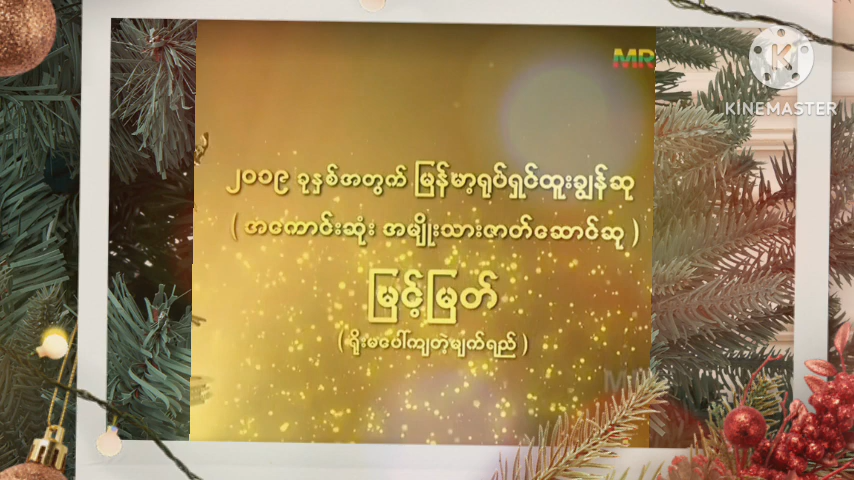 MR
KINEMASTER
၂၀၁၉ ခုနှစ်အတွက် မြန်မာ့ရုပ်ရှင်ထူးချွန်ဆု
( အကောင်းဆုံး အမျိုးသားဇာတ်ဆောင်ဆု )
မြင့်မြတ်
( ရိုးမပေါ်ကျတဲ့မျက်ရည် )